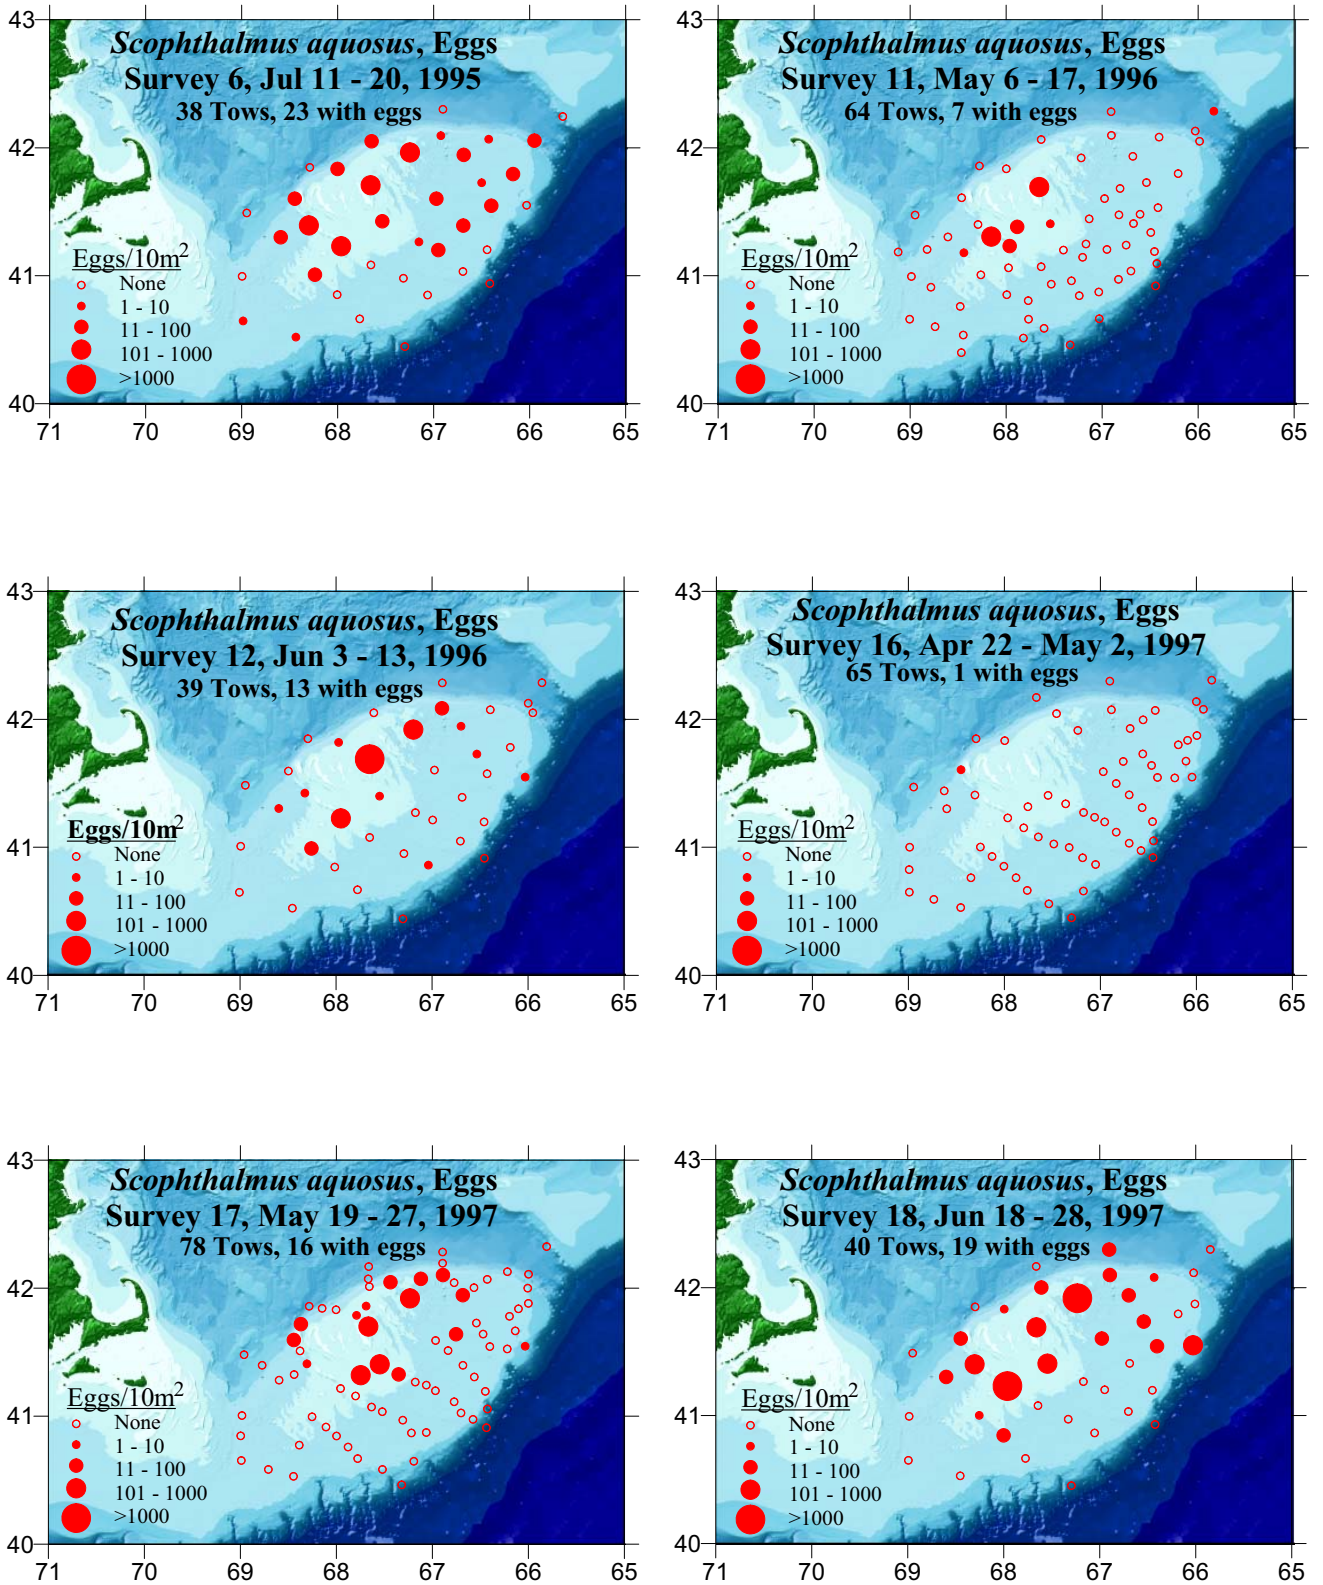 Scophthalmus aquosus, Eggs
Survey 6, Jul 11 - 20, 1995
38 Tows, 23 with eggs
Eggs/10m2
None
1 - 10
11 - 100
101 - 1000
>1000
43
42
41
40
71 70 69 68 67 66 65
Scophthalmus aquosus, Eggs
Survey 11, May 6 - 17, 1996
64 Tows, 7 with eggs
Eggs/10m2
None
1 - 10
11 - 100
101 - 1000
>1000
43
42
41
40
71 70 69 68 67 66 65
Scophthalmus aquosus, Eggs
Survey 12, Jun 3 - 13, 1996
39 Tows, 13 with eggs
Eggs/10m2
None
1 - 10
11 - 100
101 - 1000
>1000
43
42
41
40
71 70 69 68 67 66 65
Scophthalmus aquosus, Eggs
Survey 16, Apr 22 - May 2, 1997
65 Tows, 1 with eggs
Eggs/10m2
None
1 - 10
11 - 100
101 - 1000
>1000
43
42
41
40
71 70 69 68 67 66 65
Scophthalmus aquosus, Eggs
Survey 17, May 19 - 27, 1997
78 Tows, 16 with eggs
Eggs/10m2
None
1 - 10
11 - 100
101 - 1000
>1000
43
42
41
40
71 70 69 68 67 66 65
Scophthalmus aquosus, Eggs
Survey 18, Jun 18 - 28, 1997
40 Tows, 19 with eggs
Eggs/10m2
None
1 - 10
11 - 100
101 - 1000
>1000
43
42
41
40
71 70 69 68 67 66 65